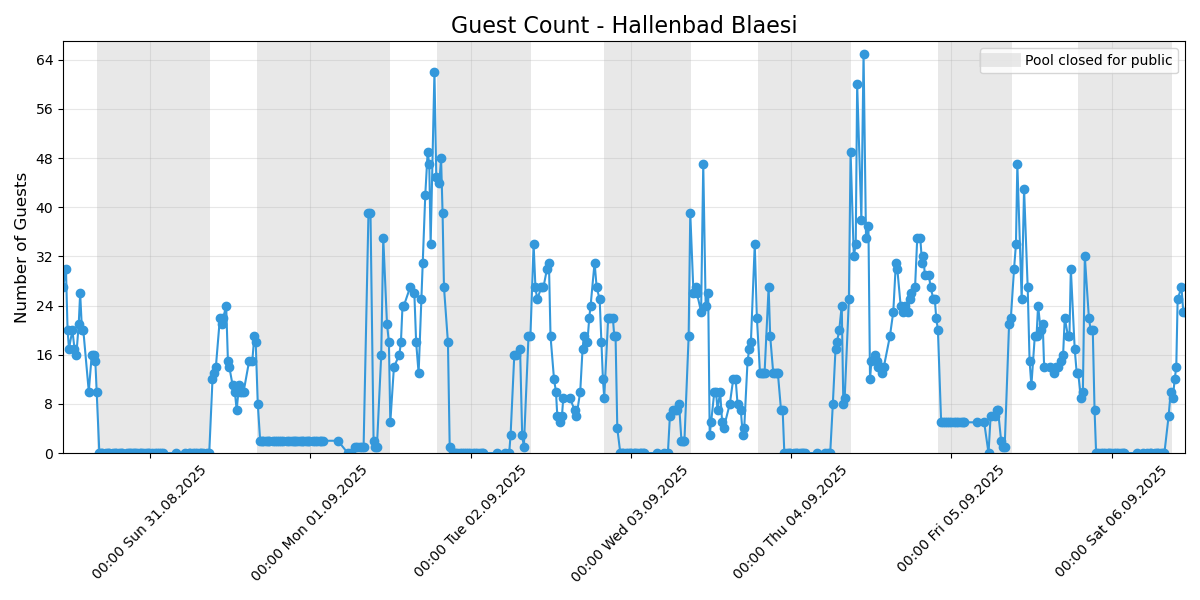 Guest Count - Hallenbad Blaesi
Pool closed for public
Number of Guests
64
56
48
40
32
24
16
8
0
00:00 Sun 31.08.2025
00:00 Mon 01.09.2025
00:00 Tue 02.09.2025
00:00 Wed 03.09.2025
00:00 Thu 04.09.2025
00:00 Fri 05.09.2025
00:00 Sat 06.09.2025